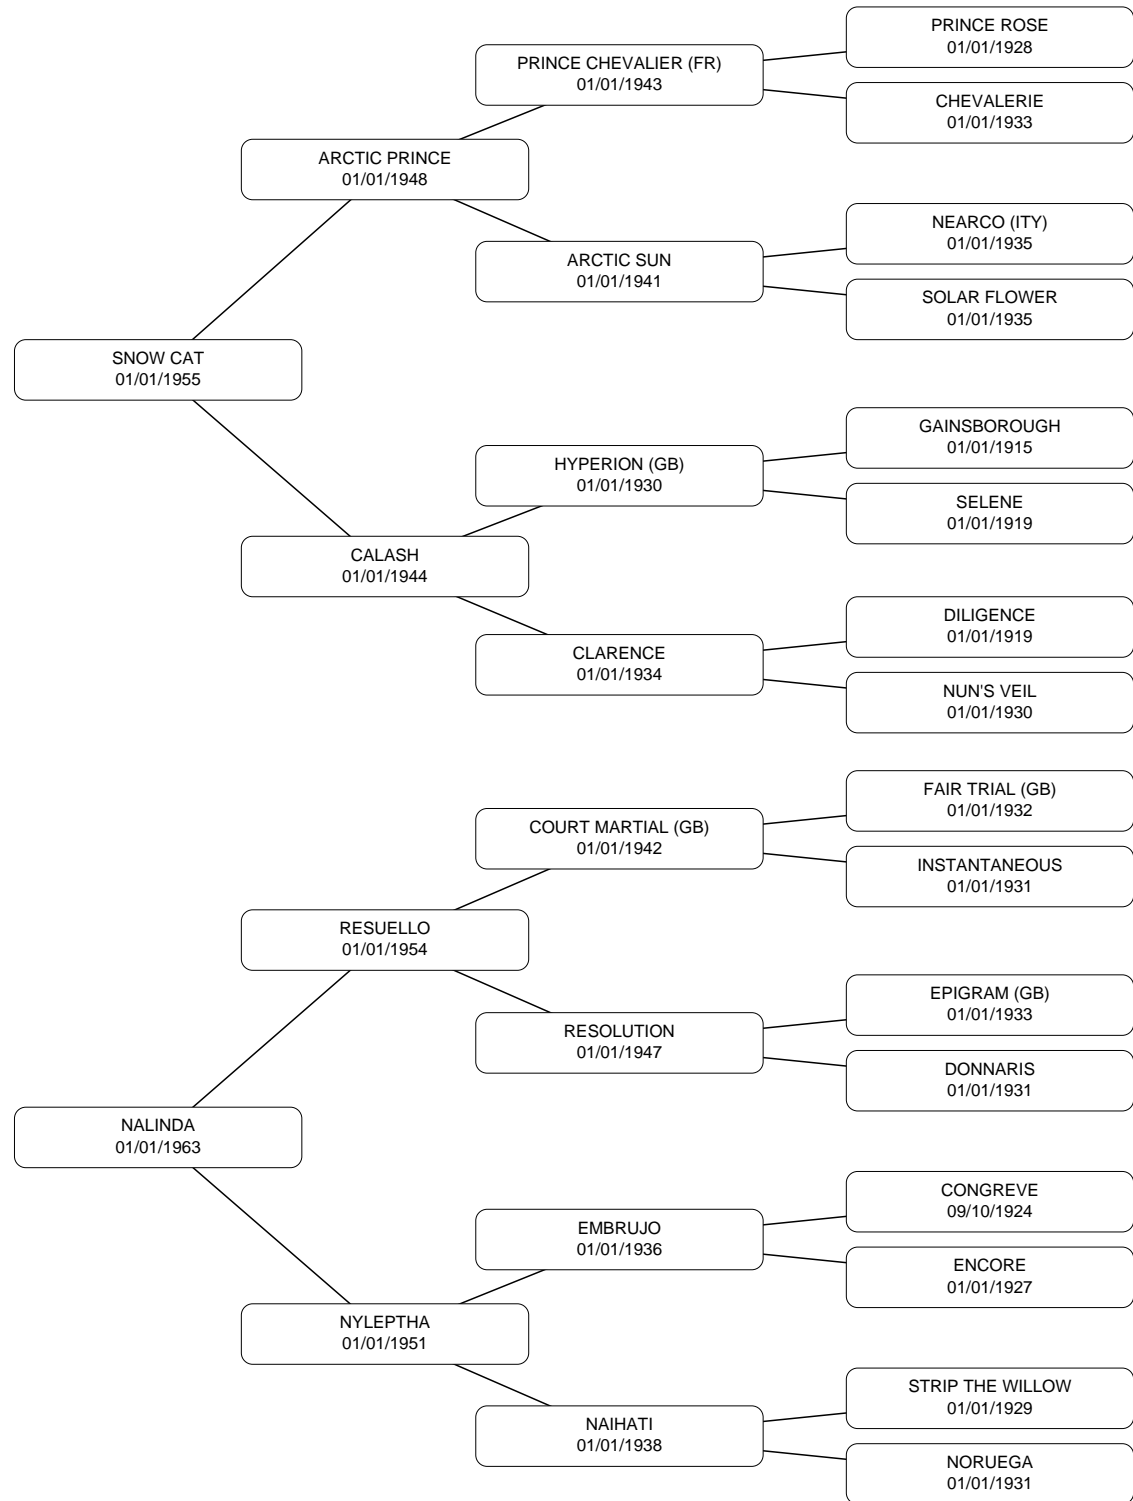 PRINCE ROSE
01/01/1928
PRINCE CHEVALIER (FR)
01/01/1943
CHEVALERIE
01/01/1933
ARCTIC PRINCE
01/01/1948
NEARCO (ITY)
01/01/1935
ARCTIC SUN
01/01/1941
SOLAR FLOWER
01/01/1935
SNOW CAT
01/01/1955
GAINSBOROUGH
01/01/1915
HYPERION (GB)
01/01/1930
SELENE
01/01/1919
CALASH
01/01/1944
DILIGENCE
01/01/1919
CLARENCE
01/01/1934
NUN'S VEIL
01/01/1930
FAIR TRIAL (GB)
01/01/1932
COURT MARTIAL (GB)
01/01/1942
INSTANTANEOUS
01/01/1931
RESUELLO
01/01/1954
EPIGRAM (GB)
01/01/1933
RESOLUTION
01/01/1947
DONNARIS
01/01/1931
NALINDA
01/01/1963
CONGREVE
09/10/1924
EMBRUJO
01/01/1936
ENCORE
01/01/1927
NYLEPTHA
01/01/1951
STRIP THE WILLOW
01/01/1929
NAIHATI
01/01/1938
NORUEGA
01/01/1931